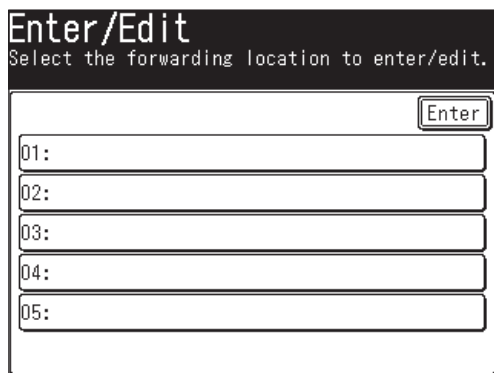 Enter/Edit
Select the forwarding location to enter/edit.
Enter
01:
02:
03:
04:
05: